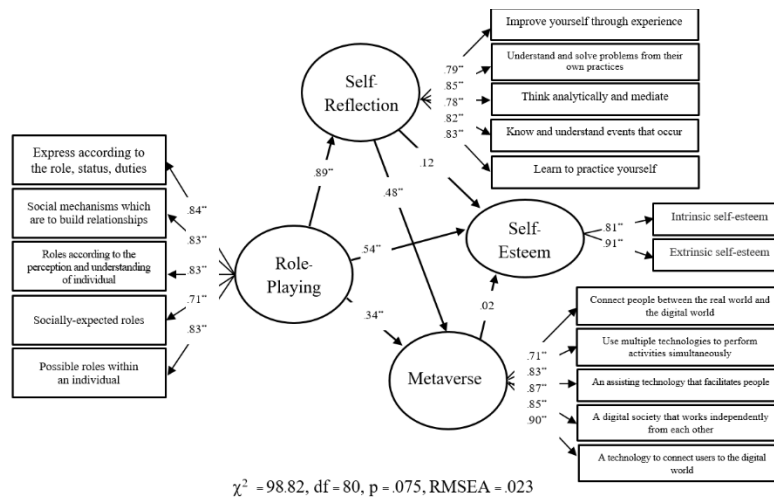 Improve yourself through experience
Understand and solve problems from their
own practices
Think analytically and mediate
Know and understand events that occur
Learn to practice yourself
Self-
Reflection
.79**
.85**
.78**
.82**
.83**
Express according to
the role, status, duties
Social mechanisms which
are to build relationships
Roles according to the
perception and understanding
of individual
Socially-expected roles
Possible roles within
an individual
.84**
.83**
.83**
.71**
.83**
Role-
Playing
.89**
.12
.48**
.54**
.34**
.02
Self-
Esteem
.81**
.91**
Intrinsic self-esteem
Extrinsic self-esteem
Metaverse
.71**
.83**
.87**
.85**
.90**
Connect people between the real world and
the digital world
Use multiple technologies to perform
activities simultaneously
An assisting technology that facilitates people
A digital society that works independently
from each other
A technology to connect users to the digital
world
χ² = 98.82, df = 80, p = .075, RMSEA = .023